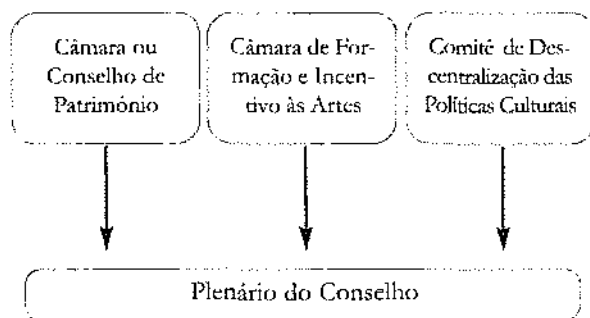 Câmara ou
Conselho de
Património
Câmara de For-
mação e Incen-
tivo às Artes
Comité de Des-
centralização das
Políticas Culturais
Plenário do Conselho